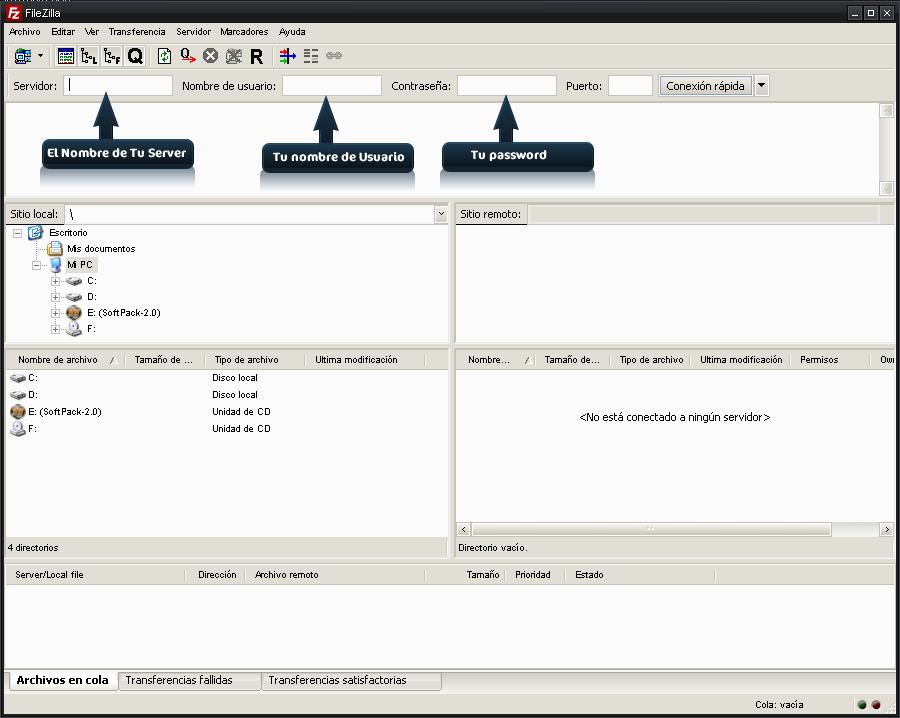 FileZilla
Archivo Editar Ver Transferencia Servidor Marcadores Ayuda
L F Q R
Servidor: Nombre de usuario: Contraseña: Puerto: Conexión rápida
El Nombre de Tu Server
Tu nombre de Usuario
Tu password
Sitio local: \
Sitio remoto:
Escritorio
Mis documentos
Mi PC
C:
D:
E: (SoftPack-2.0)
F:
Nombre de archivo Tamaño de ... Tipo de archivo Ultima modificación
C: Disco local
D: Disco local
E: (SoftPack-2.0) Unidad de CD
F: Unidad de CD
4 directorios
Nombre... Tamaño de... Tipo de archivo Ultima modificación Permisos Own
<No está conectado a ningún servidor>
Directorio vacío.
Server/Local file Dirección Archivo remoto Tamaño Prioridad Estado
Archivos en cola Transferencias fallidas Transferencias satisfactorias
Cola: vacía